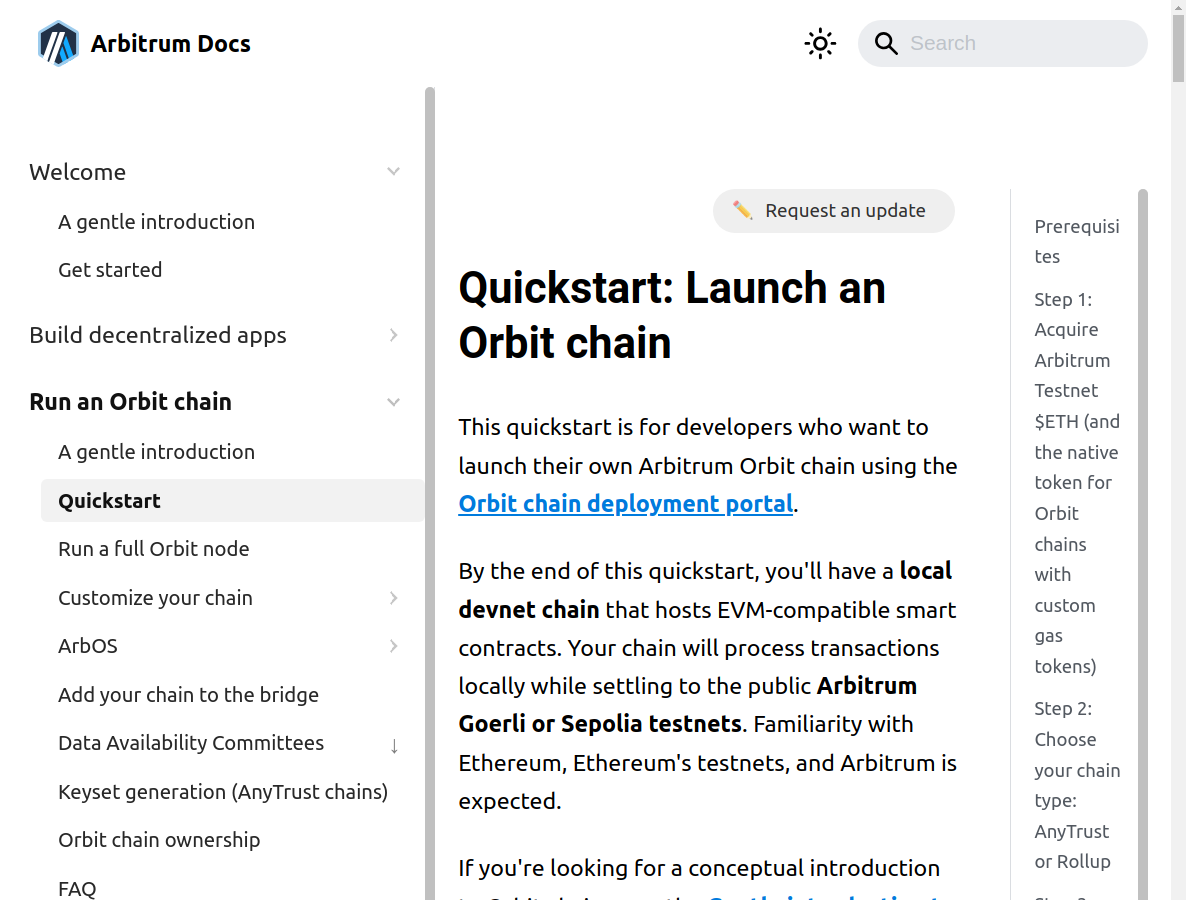 Arbitrum Docs
Search
Welcome
A gentle introduction
Get started
Build decentralized apps
Run an Orbit chain
A gentle introduction
Quickstart
Run a full Orbit node
Customize your chain
ArbOS
Add your chain to the bridge
Data Availability Committees ↓
Keyset generation (AnyTrust chains)
Orbit chain ownership
FAQ
✏️ Request an update
Quickstart: Launch an
Orbit chain
This quickstart is for developers who want to
launch their own Arbitrum Orbit chain using the
Orbit chain deployment portal.
By the end of this quickstart, you'll have a local
devnet chain that hosts EVM-compatible smart
contracts. Your chain will process transactions
locally while settling to the public Arbitrum
Goerli or Sepolia testnets. Familiarity with
Ethereum, Ethereum's testnets, and Arbitrum is
expected.
If you're looking for a conceptual introduction
Prerequisi
tes
Step 1:
Acquire
Arbitrum
Testnet
$ETH (and
the native
token for
Orbit
chains
with
custom
gas
tokens)
Step 2:
Choose
your chain
type:
AnyTrust
or Rollup